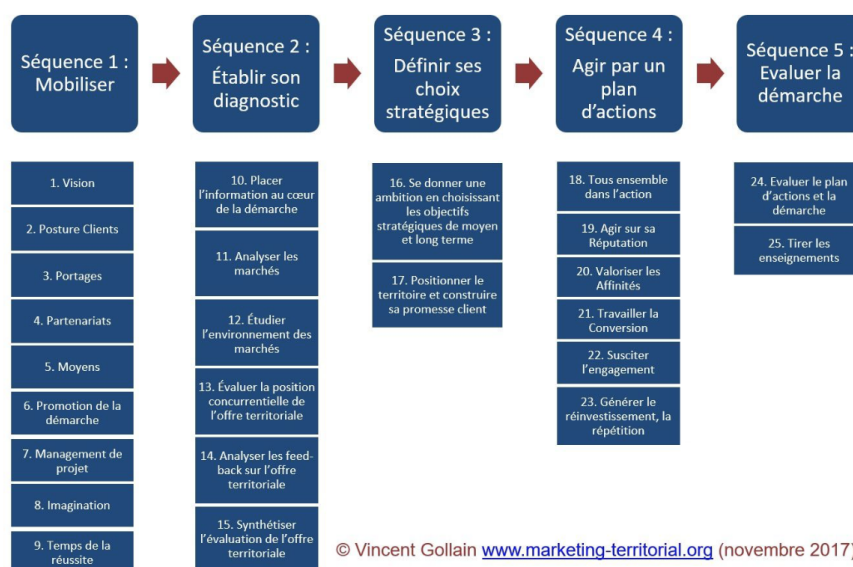 Séquence 1 :
Mobiliser
Séquence 2 :
Établir son
diagnostic
Séquence 3 :
Définir ses
choix
stratégiques
Séquence 4 :
Agir par un
plan
d'actions
Séquence 5 :
Evaluer la
démarche
1. Vision
2. Posture Clients
3. Portages
4. Partenariats
5. Moyens
6. Promotion de la
démarche
7. Management de
projet
8. Imagination
9. Temps de la
réussite
10. Placer
l'information au cœur
de la démarche
11. Analyser les
marchés
12. Étudier
l'environnement des
marchés
13. Évaluer la position
concurrentielle de
l'offre territoriale
14. Analyser les feed-
back sur l'offre
territoriale
15. Synthétiser
l'évaluation de l'offre
territoriale
16. Se donner une
ambition en choisissant
les objectifs
stratégiques de moyen
et long terme
17. Positionner le
territoire et construire
sa promesse client
18. Tous ensemble
dans l'action
19. Agir sur sa
Réputation
20. Valoriser les
Affinités
21. Travailler la
Conversion
22. Susciter
l'engagement
23. Générer le
réinvestissement, la
répétition
24. Evaluer le plan
d'actions et la
démarche
25. Tirer les
enseignements
© Vincent Gollain www.marketing-territorial.org (novembre 2017)